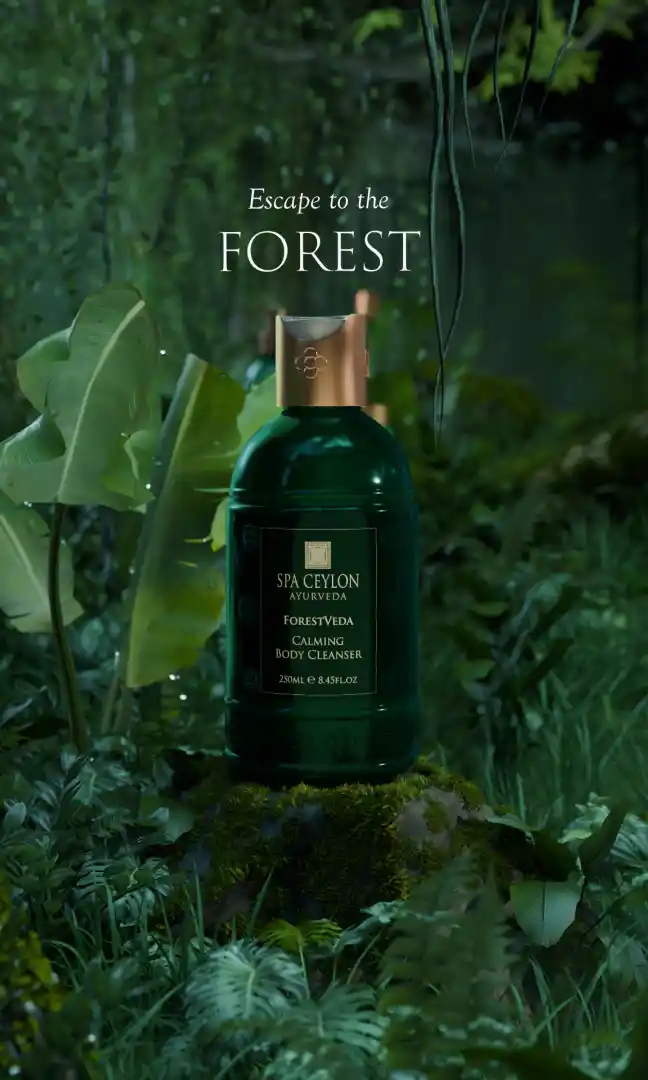 Escape to the
FOREST
SPA CEYLON
AYURVEDA
FORESTVEDA
CALMING
BODY CLEANSER
250ML ℮ 8.45FL.OZ